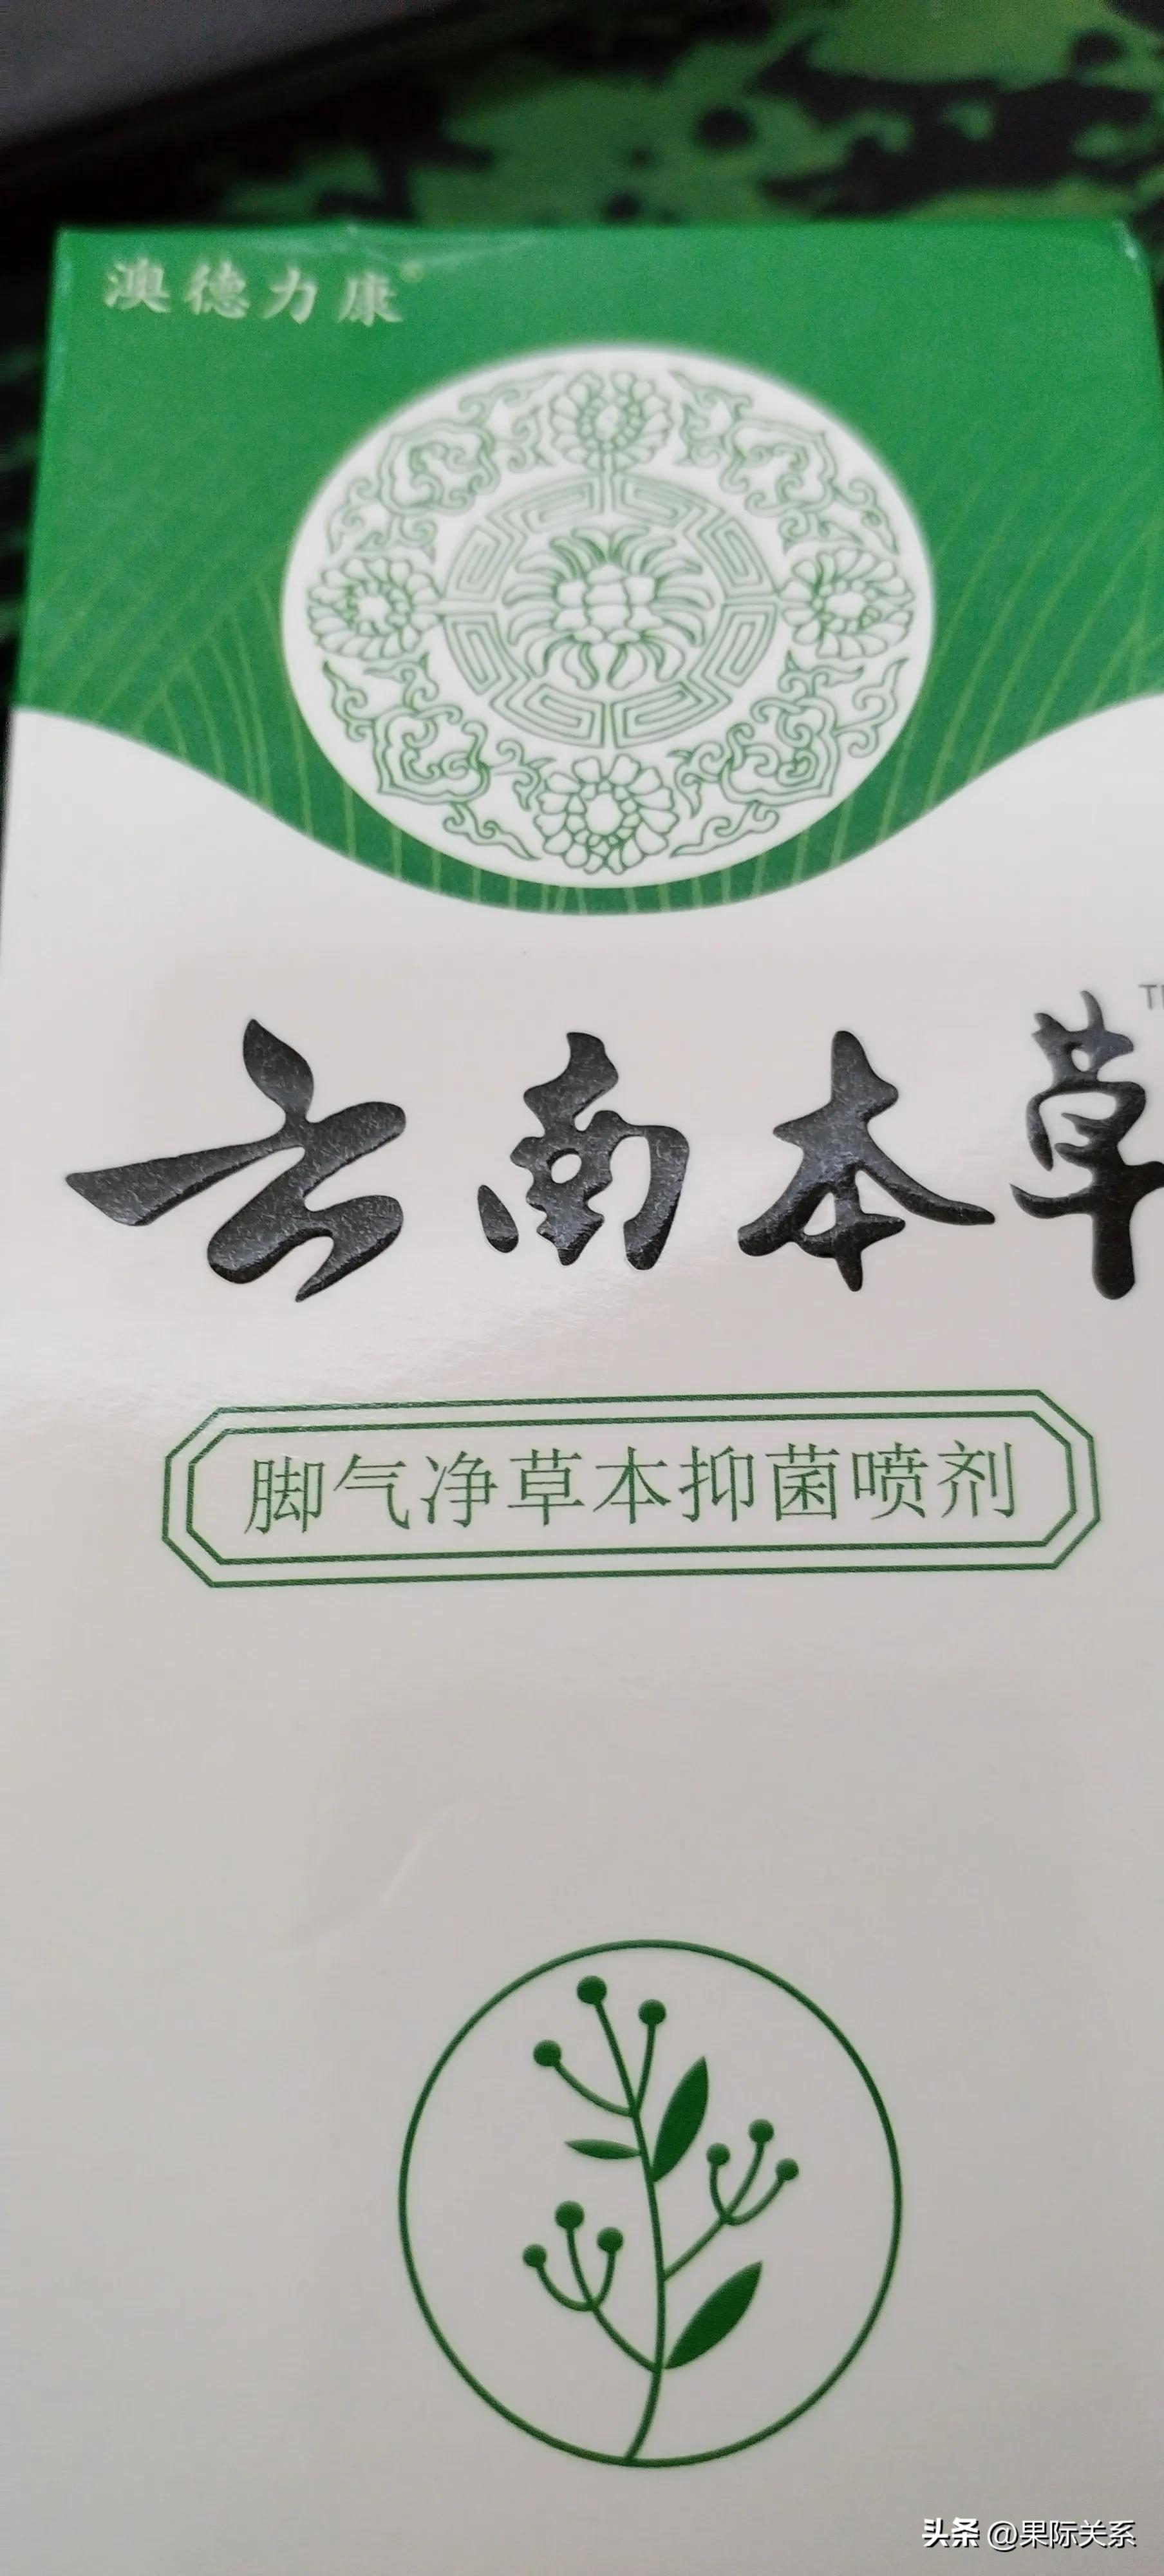 澳德力康®
云南本草
脚气净草本抑菌喷剂
头条 @果际关系